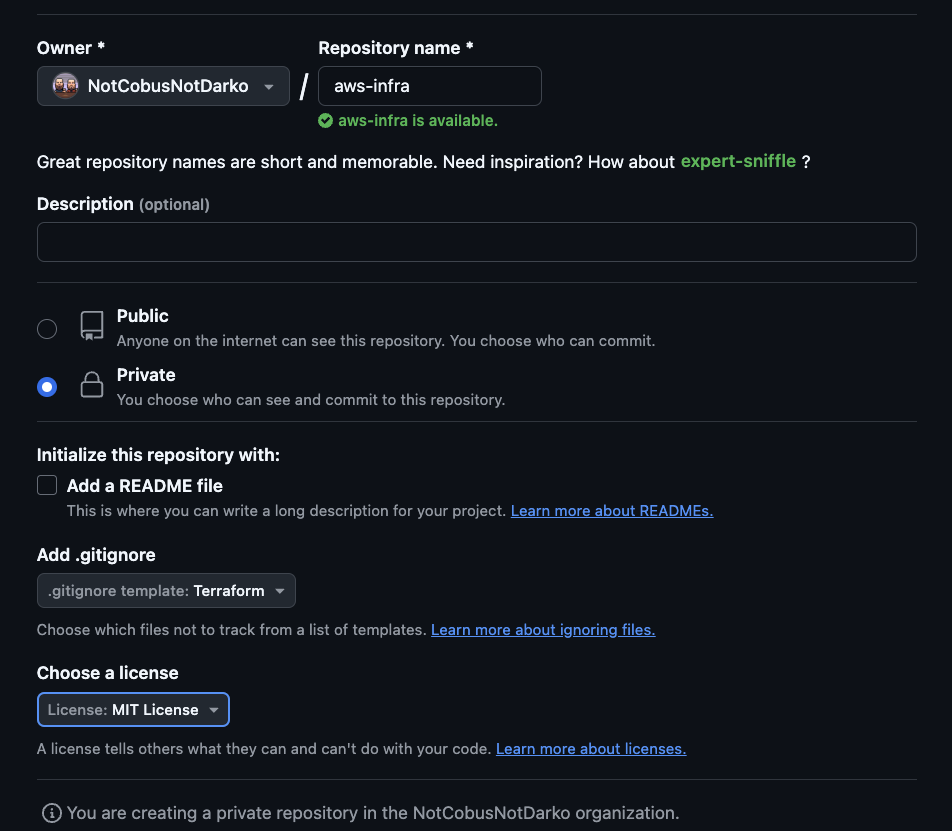 Owner *
Repository name *
NotCobusNotDarko
/
aws-infra
aws-infra is available.
Great repository names are short and memorable. Need inspiration? How about expert-sniffle ?
Description (optional)
Public
Anyone on the internet can see this repository. You choose who can commit.
Private
You choose who can see and commit to this repository.
Initialize this repository with:
Add a README file
This is where you can write a long description for your project. Learn more about READMEs.
Add .gitignore
.gitignore template: Terraform
Choose which files not to track from a list of templates. Learn more about ignoring files.
Choose a license
License: MIT License
A license tells others what they can and can't do with your code. Learn more about licenses.
You are creating a private repository in the NotCobusNotDarko organization.